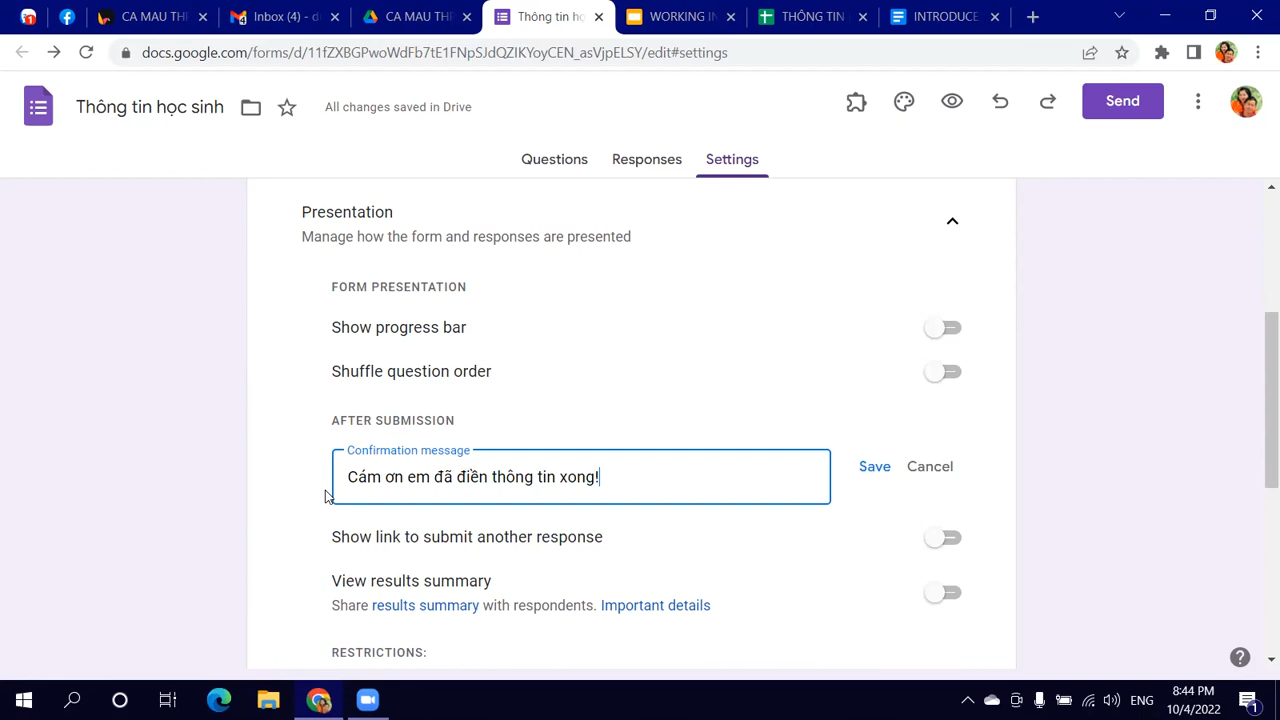 CA MAU TH
Inbox (4) - d
CA MAU THP
Thông tin họ
WORKING IN
THÔNG TIN
INTRODUCE
docs.google.com/forms/d/11fZXBGPwoWdFb7tE1FNpSJdQZIKYoyCEN_asVjpELSY/edit#settings
Thông tin học sinh
All changes saved in Drive
Send
Questions
Responses
Settings
Presentation
Manage how the form and responses are presented
FORM PRESENTATION
Show progress bar
Shuffle question order
AFTER SUBMISSION
Confirmation message
Cám ơn em đã điền thông tin xong!
Save
Cancel
Show link to submit another response
View results summary
Share results summary with respondents. Important details
RESTRICTIONS:
ENG
8:44 PM
10/4/2022
1